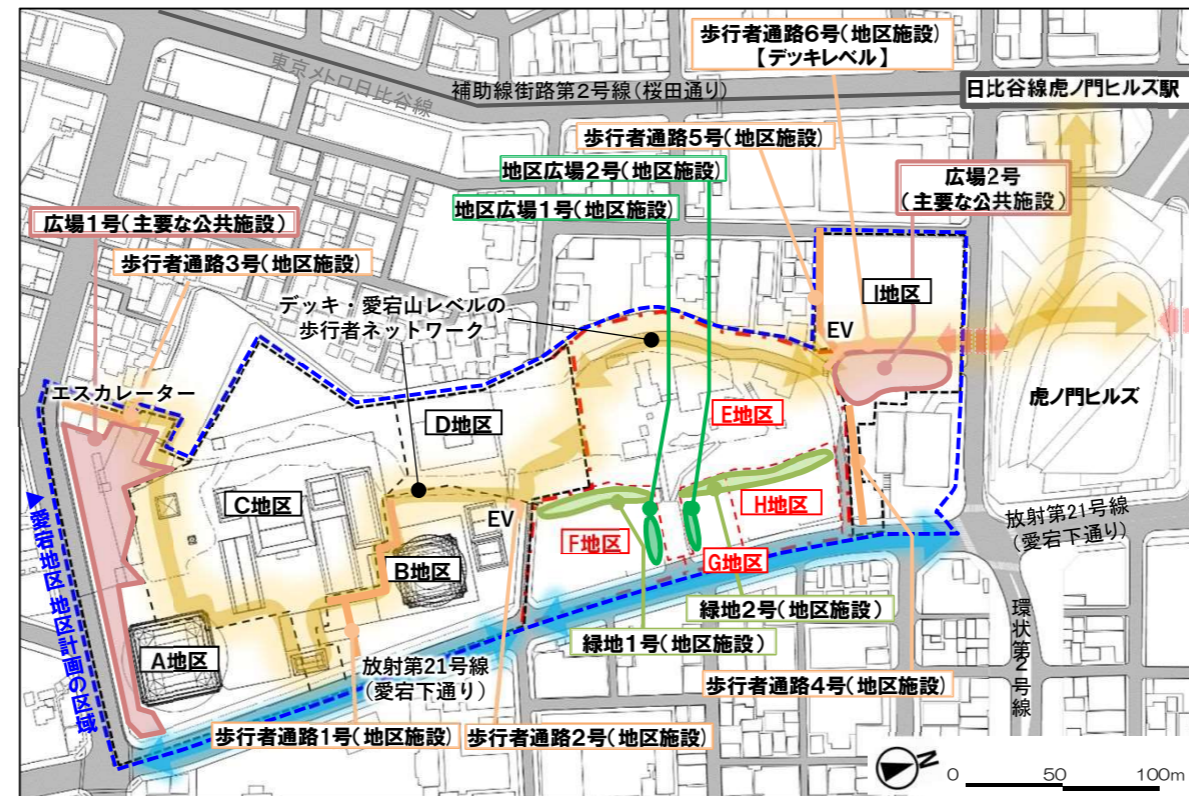 歩行者通路6号(地区施設)
【デッキレベル】
東京メトロ日比谷線
補助線街路第2号線(桜田通り)
日比谷線虎ノ門ヒルズ駅
歩行者通路5号(地区施設)
地区広場2号(地区施設)
広場2号
(主要な公共施設)
地区広場1号(地区施設)
広場1号(主要な公共施設)
歩行者通路3号(地区施設)
デッキ・愛宕山レベルの
歩行者ネットワーク
I地区
EV
エスカレーター
虎ノ門ヒルズ
E地区
D地区
C地区
H地区
EV
放射第21号線
(愛宕下通り)
F地区
B地区
G地区
愛宕地区 地区計画の区域
緑地2号(地区施設)
緑地1号(地区施設)
環状第2号線
A地区
放射第21号線
(愛宕下通り)
歩行者通路4号(地区施設)
歩行者通路1号(地区施設)
歩行者通路2号(地区施設)
N
0 50 100m